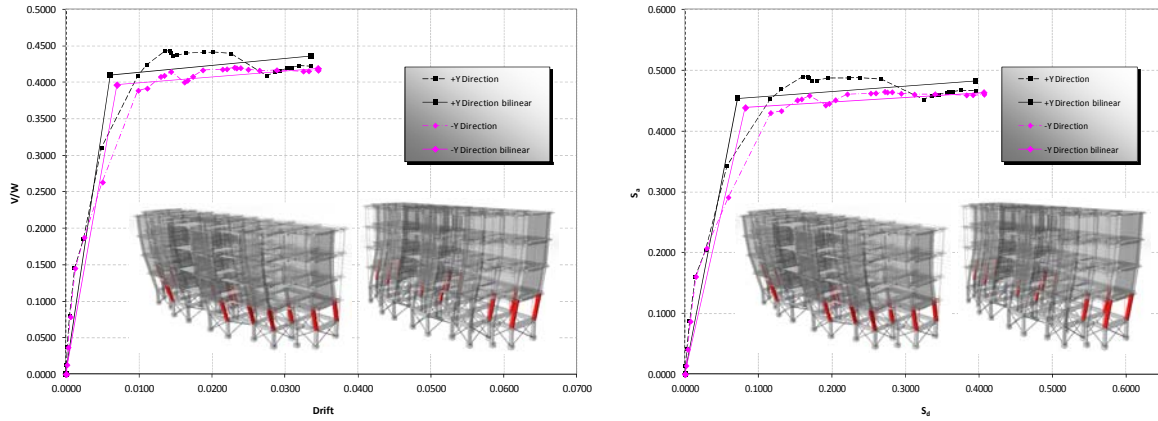 0.5000
0.4500
0.4000
0.3500
0.3000
0.2500
0.2000
0.1500
0.1000
0.0500
0.0000
V/W
0.0000 0.0100 0.0200 0.0300 0.0400 0.0500 0.0600 0.0700
Drift
+Y Direction
+Y Direction bilinear
-Y Direction
-Y Direction bilinear
0.6000
0.5000
0.4000
0.3000
0.2000
0.1000
0.0000
Sa
0.0000 0.1000 0.2000 0.3000 0.4000 0.5000 0.6000
Sd
+Y Direction
+Y Direction bilinear
-Y Direction
-Y Direction bilinear